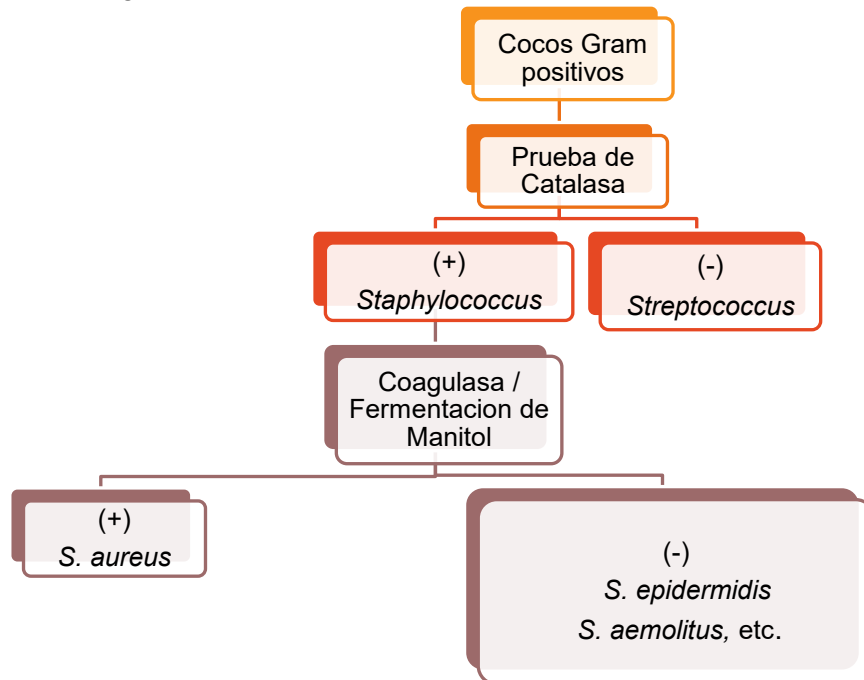 Cocos Gram
positivos
Prueba de
Catalasa
(+)
Staphylococcus
(-)
Streptococcus
Coagulasa /
Fermentacion de
Manitol
(+)
S. aureus
(-)
S. epidermidis
S. aemolitus, etc.